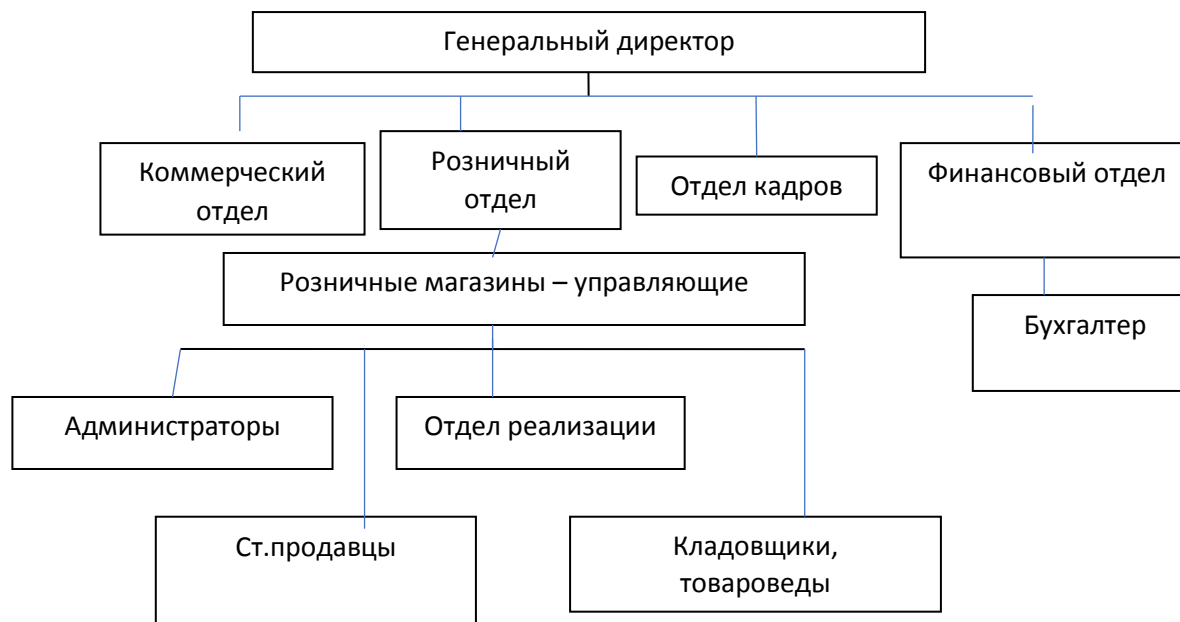 Генеральный директор
Коммерческий
отдел
Розничный
отдел
Отдел кадров
Финансовый отдел
Розничные магазины – управляющие
Бухгалтер
Администраторы
Отдел реализации
Ст.продавцы
Кладовщики,
товароведы